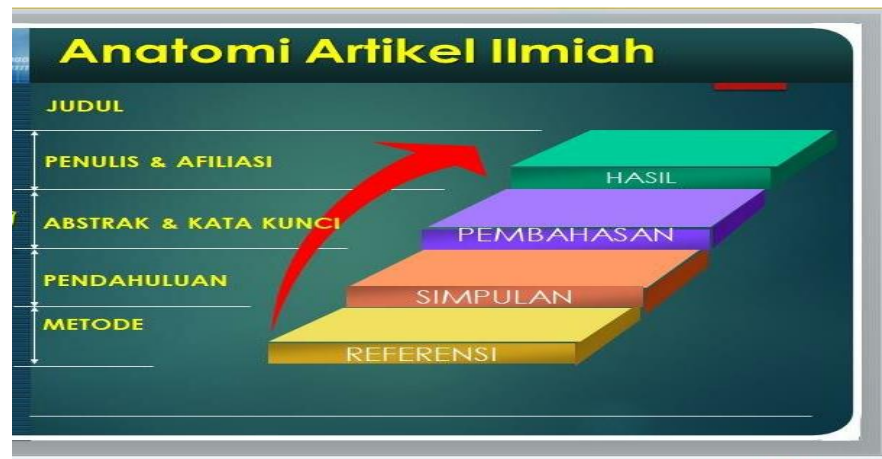 Anatomi Artikel Ilmiah
JUDUL
PENULIS & AFILIASI
ABSTRAK & KATA KUNCI
PENDAHULUAN
METODE
HASIL
PEMBAHASAN
SIMPULAN
REFERENSI